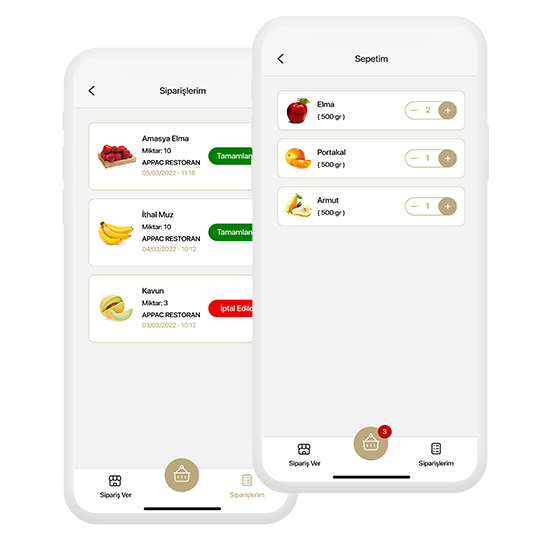 Siparişlerim
Amasya Elma
Miktar: 10
APPAC RESTORAN
05/03/2022 - 11:18
Tamamlan
İthal Muz
Miktar: 10
APPAC RESTORAN
04/03/2022 - 10:12
Tamamlan
Kavun
Miktar: 3
APPAC RESTORAN
03/03/2022 - 10:12
İptal Edild
Sipariş Ver
Siparişlerim
Sepetim
Elma
( 500 gr )
− 2 +
Portakal
( 500 gr )
− 1 +
Armut
( 500 gr )
− 1 +
3
Sipariş Ver
Siparişlerim